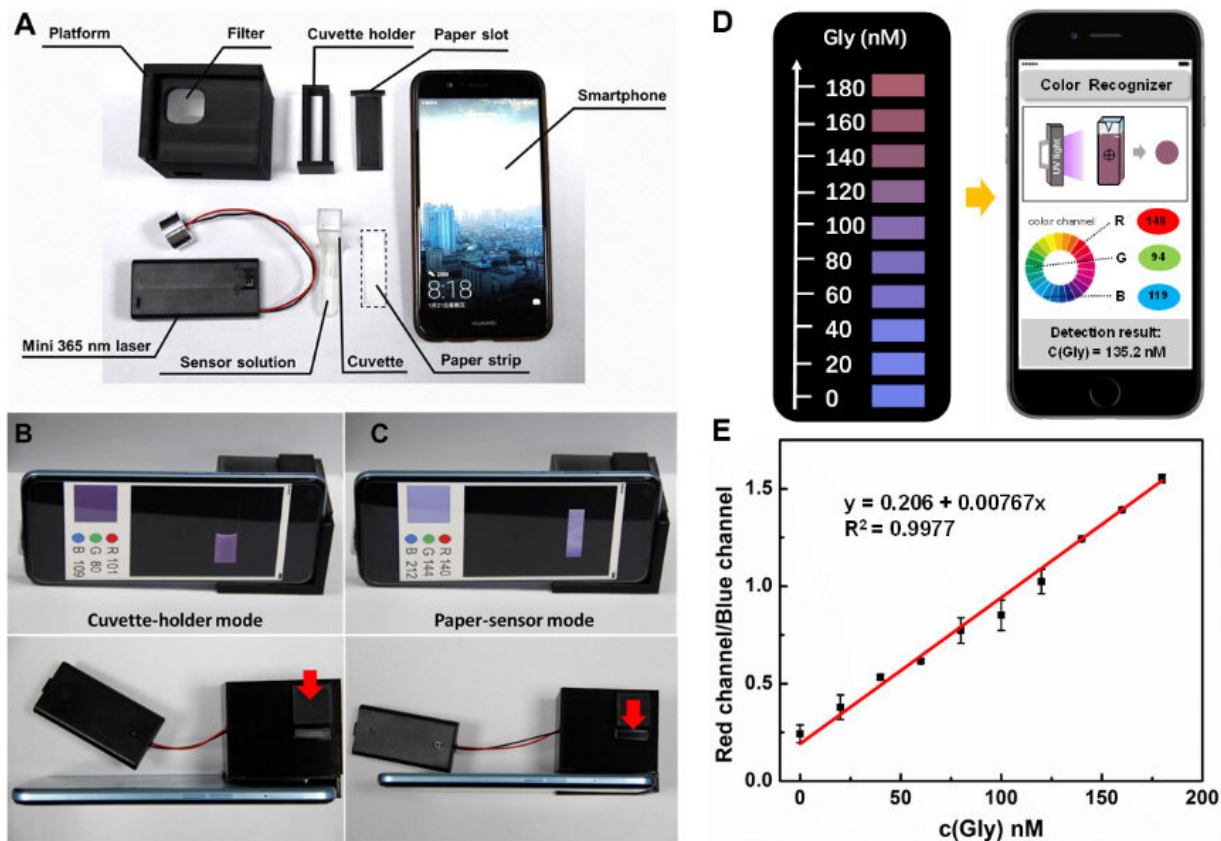 A
Platform
Filter
Cuvette holder
Paper slot
Smartphone
8:18
HUAWEI
Mini 365 nm laser
Sensor solution
Cuvette
Paper strip
B
R 101
G 80
B 109
Cuvette-holder mode
C
R 140
G 144
B 212
Paper-sensor mode
D
Gly (nM)
180
160
140
120
100
80
60
40
20
0
Color Recognizer
UV light
color channel
R
148
G
94
B
119
Detection result:
C(Gly) = 135.2 nM
E
y = 0.206 + 0.00767x
R² = 0.9977
Red channel/Blue channel
1.5
1.0
0.5
0.0
0
50
100
150
200
c(Gly) nM